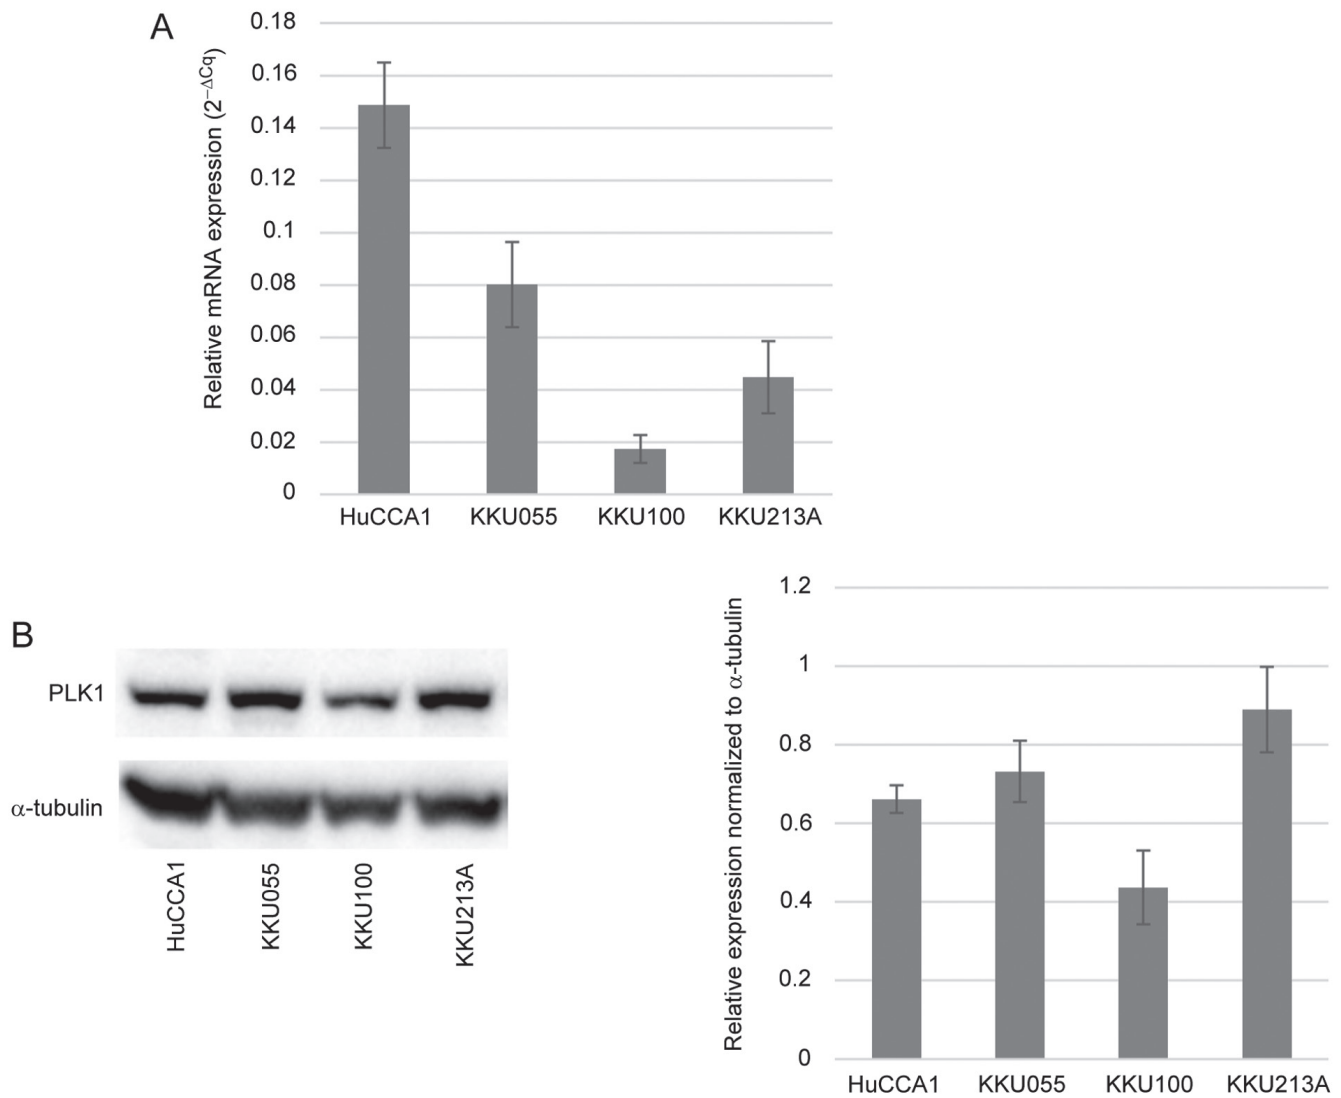 A
Relative mRNA expression (2⁻ΔCq)
0.18
0.16
0.14
0.12
0.1
0.08
0.06
0.04
0.02
0
HuCCA1 KKU055 KKU100 KKU213A
B
PLK1
α-tubulin
HuCCA1
KKU055
KKU100
KKU213A
Relative expression normalized to α-tubulin
1.2
1
0.8
0.6
0.4
0.2
0
HuCCA1 KKU055 KKU100 KKU213A